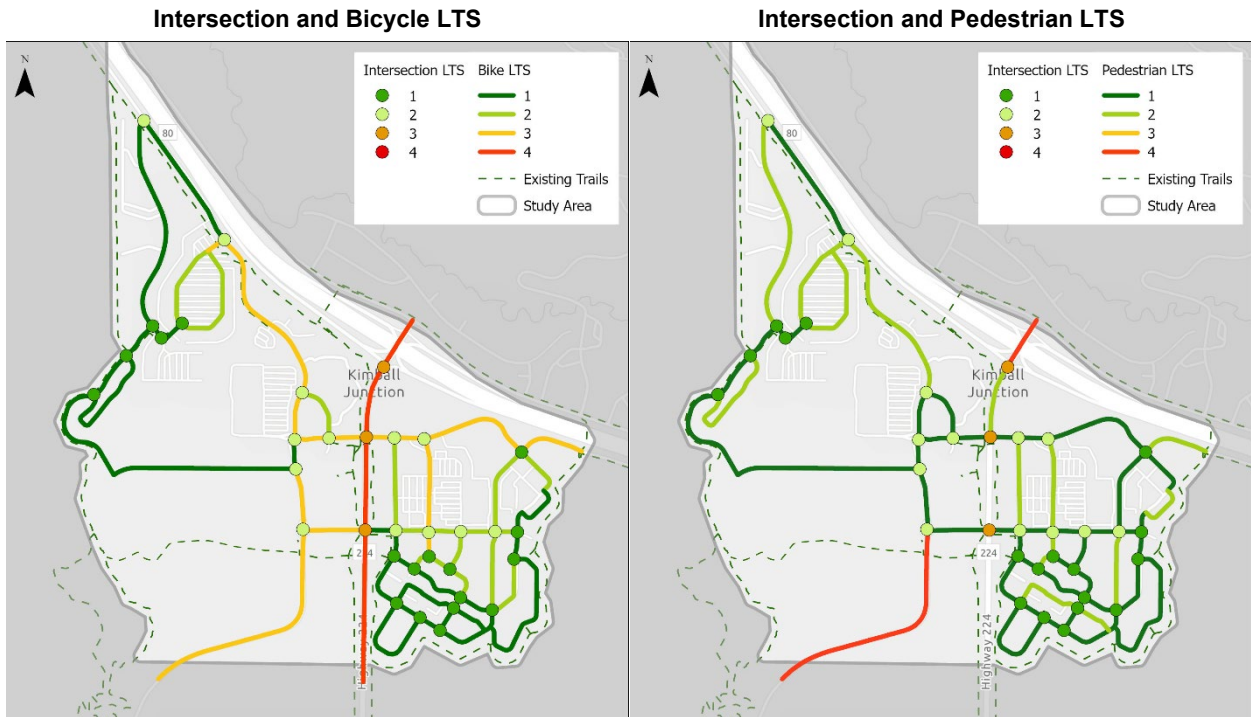 Intersection and Bicycle LTS
Intersection and Pedestrian LTS
N
Intersection LTS Bike LTS
1 1
2 2
3 3
4 4
Existing Trails
Study Area
80
Kimball
Junction
224
Highway 224
N
Intersection LTS Pedestrian LTS
1 1
2 2
3 3
4 4
Existing Trails
Study Area
80
Kimball
Junction
224
Highway 224